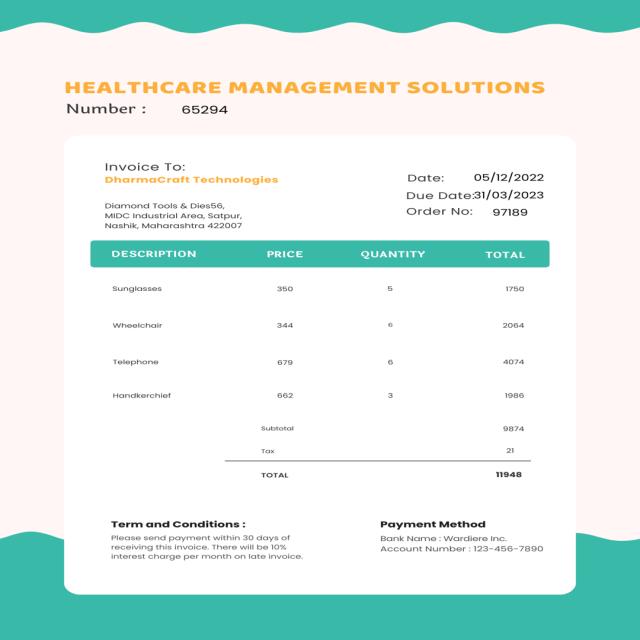 HEALTHCARE MANAGEMENT SOLUTIONS
Number : 65294
Invoice To:
DharmaCraft Technologies
Diamond Tools & Dies56,
MIDC Industrial Area, Satpur,
Nashik, Maharashtra 422007
Date: 05/12/2022
Due Date:31/03/2023
Order No: 97189
DESCRIPTION PRICE QUANTITY TOTAL
Sunglasses 350 5 1750
Wheelchair 344 6 2064
Telephone 679 6 4074
Handkerchief 662 3 1986
Subtotal 9874
Tax 21
TOTAL 11948
Term and Conditions :
Please send payment within 30 days of
receiving this invoice. There will be 10%
interest charge per month on late invoice.
Payment Method
Bank Name : Wardiere Inc.
Account Number : 123-456-7890